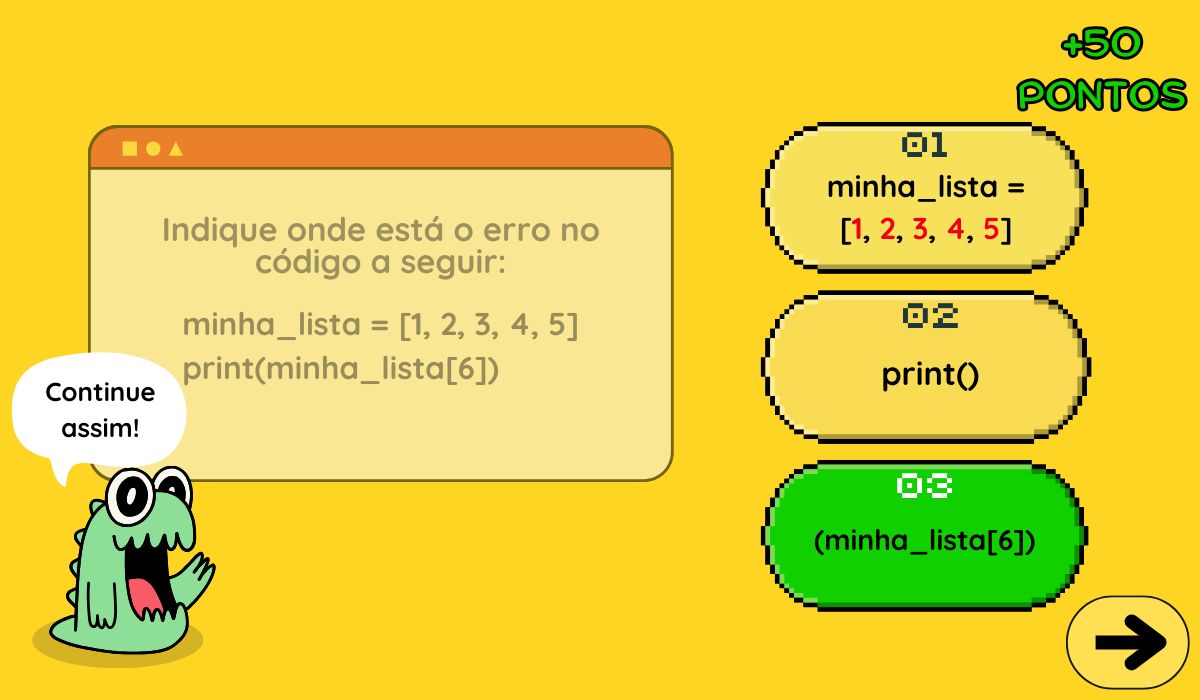 +50
PONTOS
Indique onde está o erro no
código a seguir:
minha_lista = [1, 2, 3, 4, 5]
print(minha_lista[6])
Continue
assim!
01
minha_lista =
[1, 2, 3, 4, 5]
02
print()
03
(minha_lista[6])